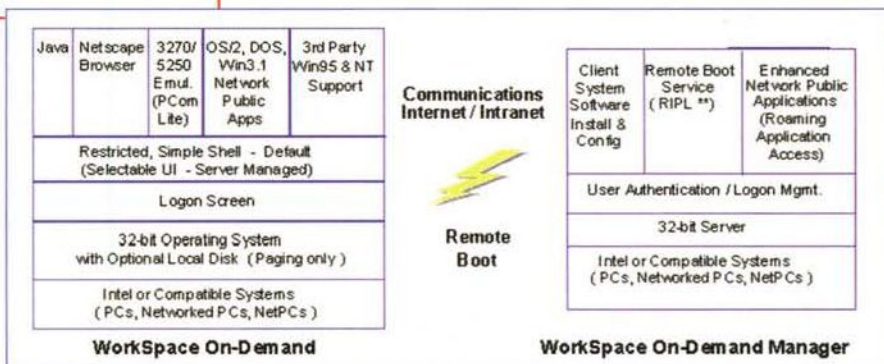 Java
Netscape
Browser
3270/
5250
Emul.
(PCom
Lite)
OS/2, DOS,
Win3.1
Network
Public
Apps
3rd Party
Win95 & NT
Support
Restricted, Simple Shell - Default
(Selectable UI - Server Managed)
Logon Screen
32-bit Operating System
with Optional Local Disk (Paging only)
Intel or Compatible Systems
(PCs, Networked PCs, NetPCs)
WorkSpace On-Demand
Communications
Internet / Intranet
Remote
Boot
Client
System
Software
Install &
Config
Remote Boot
Service
(RIPL **)
Enhanced
Network Public
Applications
(Roaming
Application
Access)
User Authentication / Logon Mgmt.
32-bit Server
Intel or Compatible Systems
(PCs, Networked PCs, NetPCs)
WorkSpace On-Demand Manager